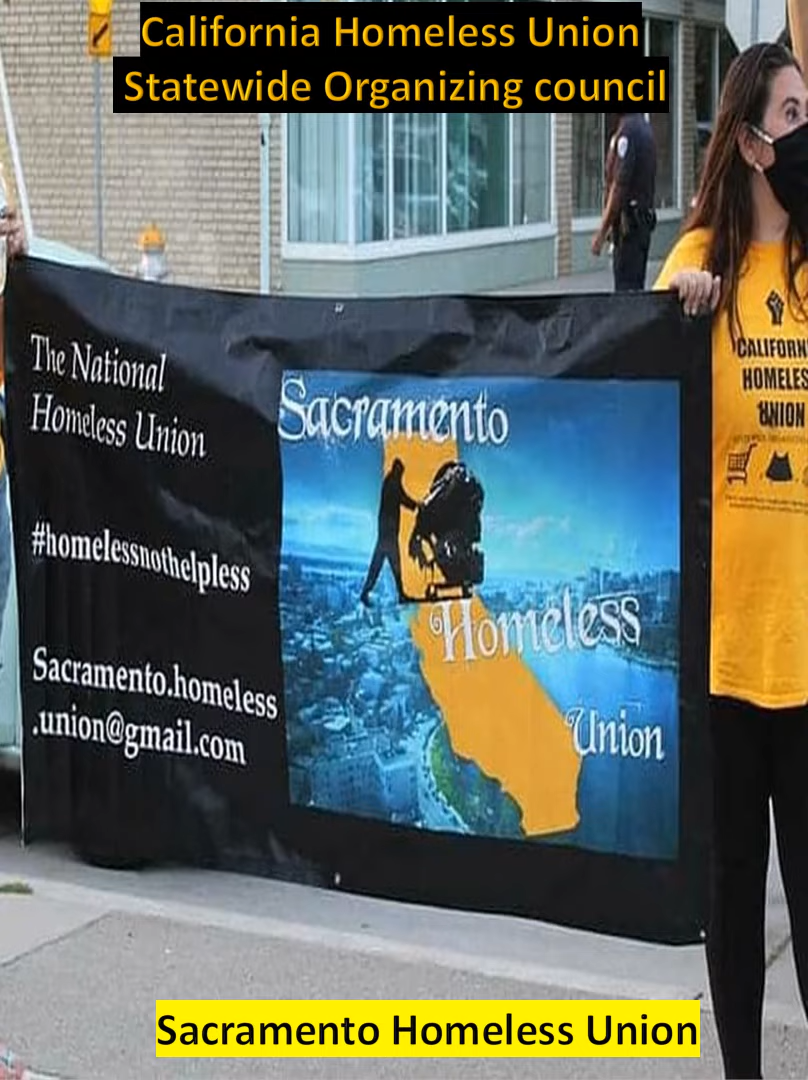 California Homeless Union
Statewide Organizing council
The National
Homeless Union
#homelessnothelpless
Sacramento.homeless
.union@gmail.com
Sacramento
Homeless
Union
CALIFORN
HOMELES
UNION
Sacramento Homeless Union